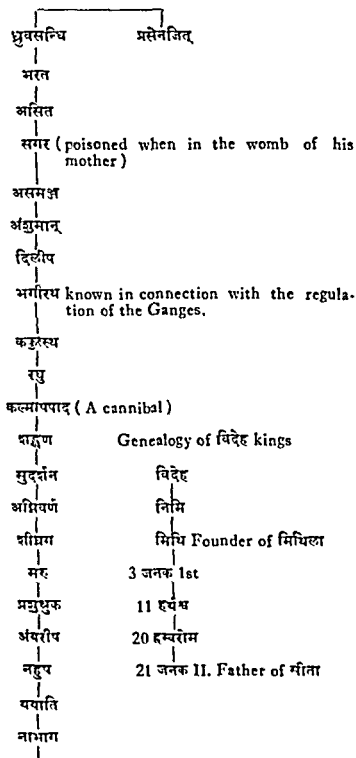 ध्रुवसन्धि प्रसेनजित्
भरत
असित
सगर ( poisoned when in the womb of his
mother )
असमञ्ज
अंशुमान्
दिलीप
भगीरथ known in connection with the regula-
tion of the Ganges.
ककुत्स्थ
रघु
कल्माषपाद ( A cannibal )
शङ्खण Genealogy of विदेह kings
सुदर्शन विदेह
अग्निवर्ण निमि
शीघ्रग मिथि Founder of मिथिला
मरु 3 जनक 1st
प्रशुश्रुक 11 हर्यश्व
अंबरीष 20 ह्रस्वरोम
नहुष 21 जनक II. Father of सीता
ययाति
नाभाग